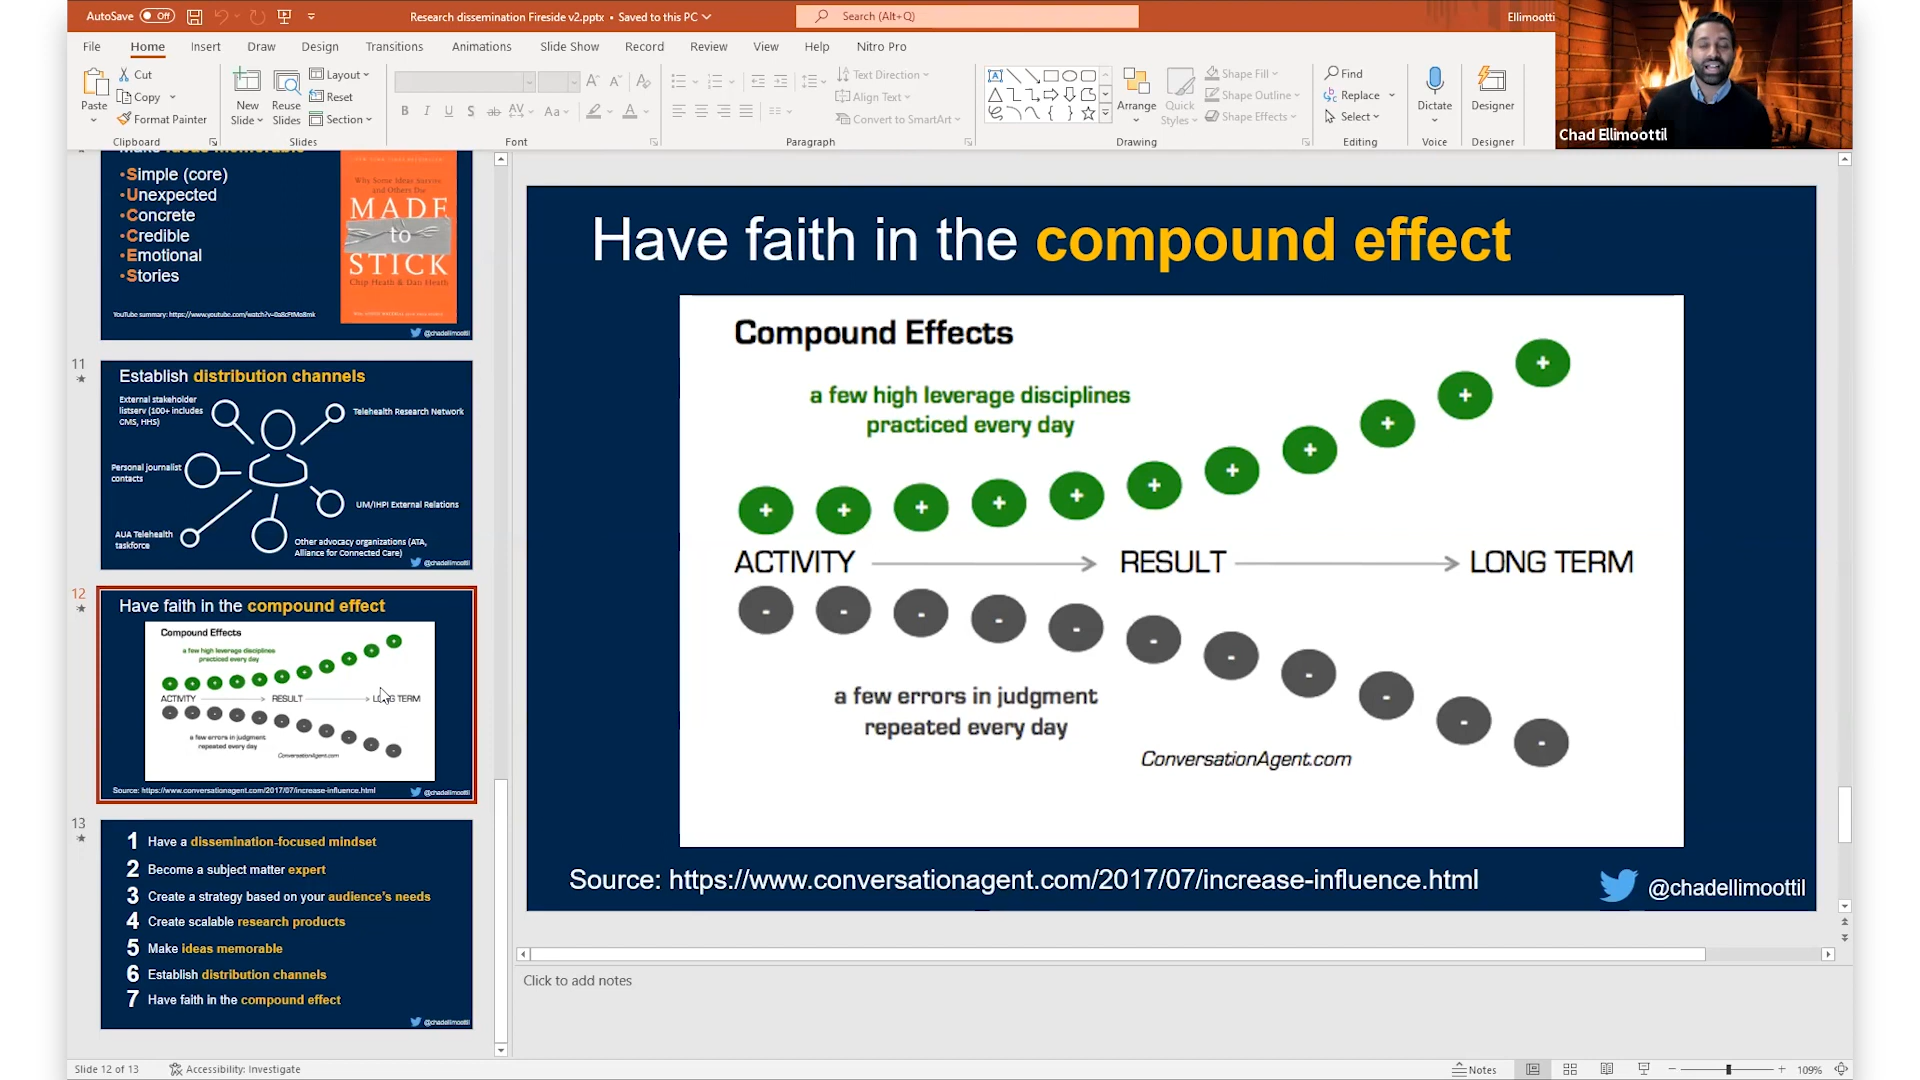 AutoSave Off
Research dissemination Fireside v2.pptx • Saved to this PC
Search (Alt+Q)
Ellimootti
File Home Insert Draw Design Transitions Animations Slide Show Record Review View Help Nitro Pro
Paste
Cut
Copy
Format Painter
Clipboard
New
Slide
Reuse
Slides
Layout
Reset
Section
Slides
Font
Text Direction
Align Text
Convert to SmartArt
Paragraph
Arrange
Quick
Styles
Shape Fill
Shape Outline
Shape Effects
Drawing
Find
Replace
Select
Editing
Dictate
Voice
Designer
Designer
Chad Ellimoottil
Make ideas memorable
•Simple (core)
•Unexpected
•Concrete
•Credible
•Emotional
•Stories
Why Some Ideas Survive
and Others Die
MADE
to
STICK
Chip Heath & Dan Heath
@chadellimoottil
11
Establish distribution channels
External stakeholder
listserv (100+ includes
CMS, HHS)
Telehealth Research Network
Personal journalist
contacts
UM/IHPI External Relations
AUA Telehealth
taskforce
Other advocacy organizations (ATA,
Alliance for Connected Care)
@chadellimoottil
12
Have faith in the compound effect
Compound Effects
a few high leverage disciplines
practiced every day
ACTIVITY RESULT LONG TERM
a few errors in judgment
repeated every day
ConversationAgent.com
Source: https://www.conversationagent.com/2017/07/increase-influence.html
@chadellimoottil
13
1 Have a dissemination-focused mindset
2 Become a subject matter expert
3 Create a strategy based on your audience's needs
4 Create scalable research products
5 Make ideas memorable
6 Establish distribution channels
7 Have faith in the compound effect
@chadellimoottil
Have faith in the compound effect
Compound Effects
a few high leverage disciplines
practiced every day
ACTIVITY RESULT LONG TERM
a few errors in judgment
repeated every day
ConversationAgent.com
Source: https://www.conversationagent.com/2017/07/increase-influence.html
@chadellimoottil
Click to add notes
Slide 12 of 13
Accessibility: Investigate
Notes
109%